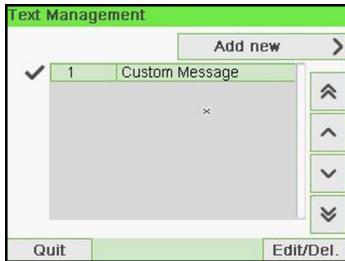 Text Management
Add new
1 Custom Message
Quit
Edit/Del.